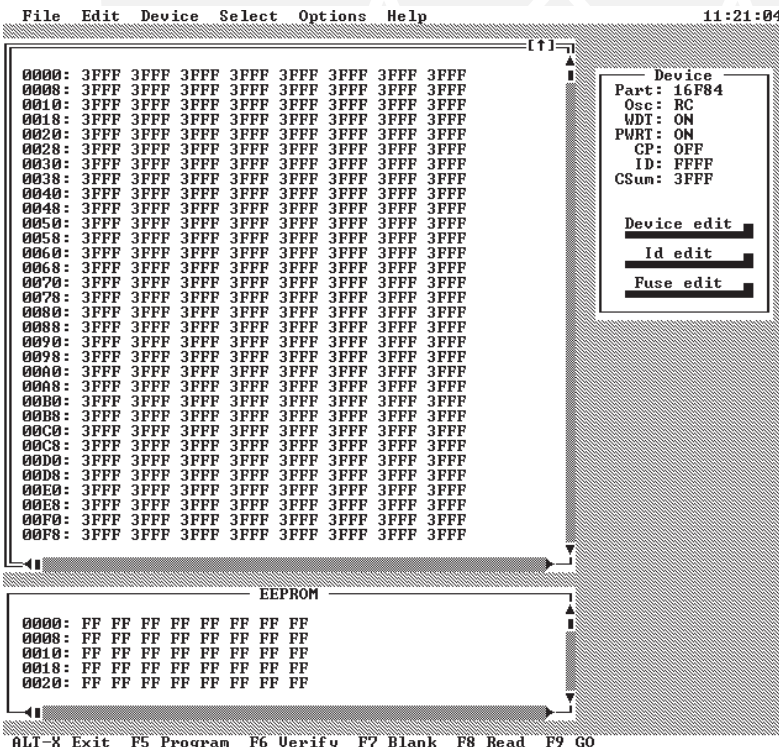 File Edit Device Select Options Help 11:21:04
[↑]
0000: 3FFF 3FFF 3FFF 3FFF 3FFF 3FFF 3FFF 3FFF
0008: 3FFF 3FFF 3FFF 3FFF 3FFF 3FFF 3FFF 3FFF
0010: 3FFF 3FFF 3FFF 3FFF 3FFF 3FFF 3FFF 3FFF
0018: 3FFF 3FFF 3FFF 3FFF 3FFF 3FFF 3FFF 3FFF
0020: 3FFF 3FFF 3FFF 3FFF 3FFF 3FFF 3FFF 3FFF
0028: 3FFF 3FFF 3FFF 3FFF 3FFF 3FFF 3FFF 3FFF
0030: 3FFF 3FFF 3FFF 3FFF 3FFF 3FFF 3FFF 3FFF
0038: 3FFF 3FFF 3FFF 3FFF 3FFF 3FFF 3FFF 3FFF
0040: 3FFF 3FFF 3FFF 3FFF 3FFF 3FFF 3FFF 3FFF
0048: 3FFF 3FFF 3FFF 3FFF 3FFF 3FFF 3FFF 3FFF
0050: 3FFF 3FFF 3FFF 3FFF 3FFF 3FFF 3FFF 3FFF
0058: 3FFF 3FFF 3FFF 3FFF 3FFF 3FFF 3FFF 3FFF
0060: 3FFF 3FFF 3FFF 3FFF 3FFF 3FFF 3FFF 3FFF
0068: 3FFF 3FFF 3FFF 3FFF 3FFF 3FFF 3FFF 3FFF
0070: 3FFF 3FFF 3FFF 3FFF 3FFF 3FFF 3FFF 3FFF
0078: 3FFF 3FFF 3FFF 3FFF 3FFF 3FFF 3FFF 3FFF
0080: 3FFF 3FFF 3FFF 3FFF 3FFF 3FFF 3FFF 3FFF
0088: 3FFF 3FFF 3FFF 3FFF 3FFF 3FFF 3FFF 3FFF
0090: 3FFF 3FFF 3FFF 3FFF 3FFF 3FFF 3FFF 3FFF
0098: 3FFF 3FFF 3FFF 3FFF 3FFF 3FFF 3FFF 3FFF
00A0: 3FFF 3FFF 3FFF 3FFF 3FFF 3FFF 3FFF 3FFF
00A8: 3FFF 3FFF 3FFF 3FFF 3FFF 3FFF 3FFF 3FFF
00B0: 3FFF 3FFF 3FFF 3FFF 3FFF 3FFF 3FFF 3FFF
00B8: 3FFF 3FFF 3FFF 3FFF 3FFF 3FFF 3FFF 3FFF
00C0: 3FFF 3FFF 3FFF 3FFF 3FFF 3FFF 3FFF 3FFF
00C8: 3FFF 3FFF 3FFF 3FFF 3FFF 3FFF 3FFF 3FFF
00D0: 3FFF 3FFF 3FFF 3FFF 3FFF 3FFF 3FFF 3FFF
00D8: 3FFF 3FFF 3FFF 3FFF 3FFF 3FFF 3FFF 3FFF
00E0: 3FFF 3FFF 3FFF 3FFF 3FFF 3FFF 3FFF 3FFF
00E8: 3FFF 3FFF 3FFF 3FFF 3FFF 3FFF 3FFF 3FFF
00F0: 3FFF 3FFF 3FFF 3FFF 3FFF 3FFF 3FFF 3FFF
00F8: 3FFF 3FFF 3FFF 3FFF 3FFF 3FFF 3FFF 3FFF
Device
Part: 16F84
Osc: RC
WDT: ON
PWRT: ON
CP: OFF
ID: FFFF
CSum: 3FFF
Device edit
Id edit
Fuse edit
EEPROM
0000: FF FF FF FF FF FF FF FF
0008: FF FF FF FF FF FF FF FF
0010: FF FF FF FF FF FF FF FF
0018: FF FF FF FF FF FF FF FF
0020: FF FF FF FF FF FF FF FF
ALT-X Exit F5 Program F6 Verify F7 Blank F8 Read F9 GO